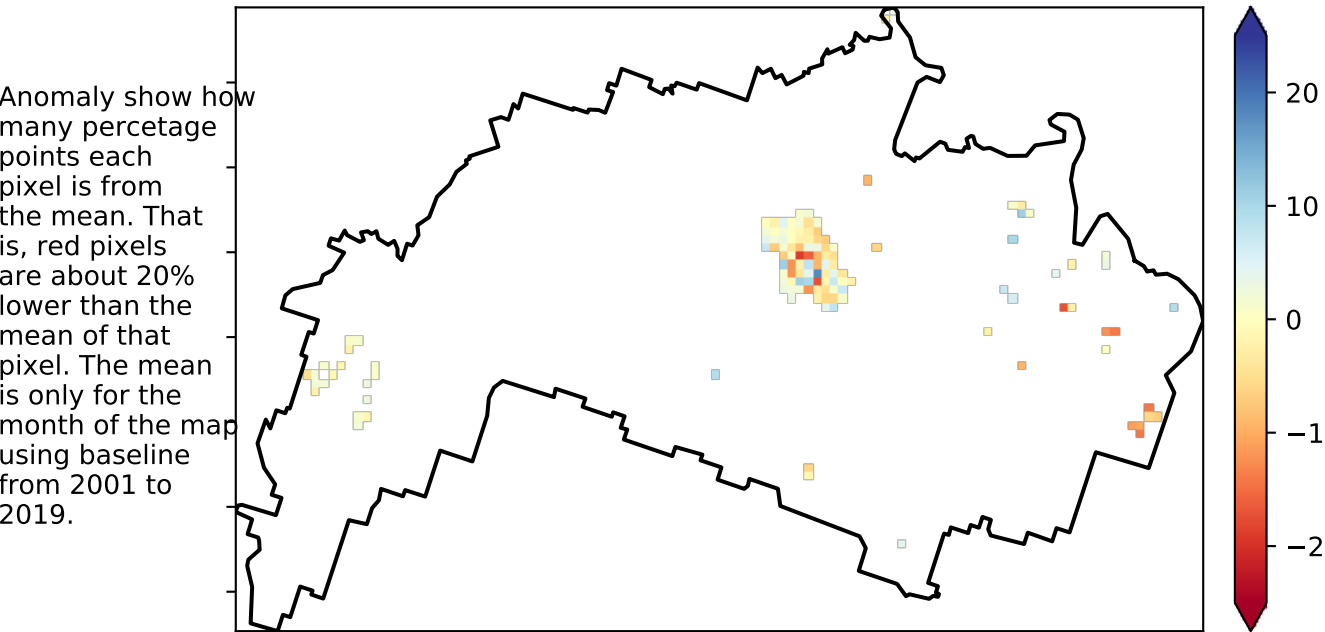 Anomaly show how
many percetage
points each
pixel is from
the mean. That
is, red pixels
are about 20%
lower than the
mean of that
pixel. The mean
is only for the
month of the map
using baseline
from 2001 to
2019.
20
10
0
−1
−2